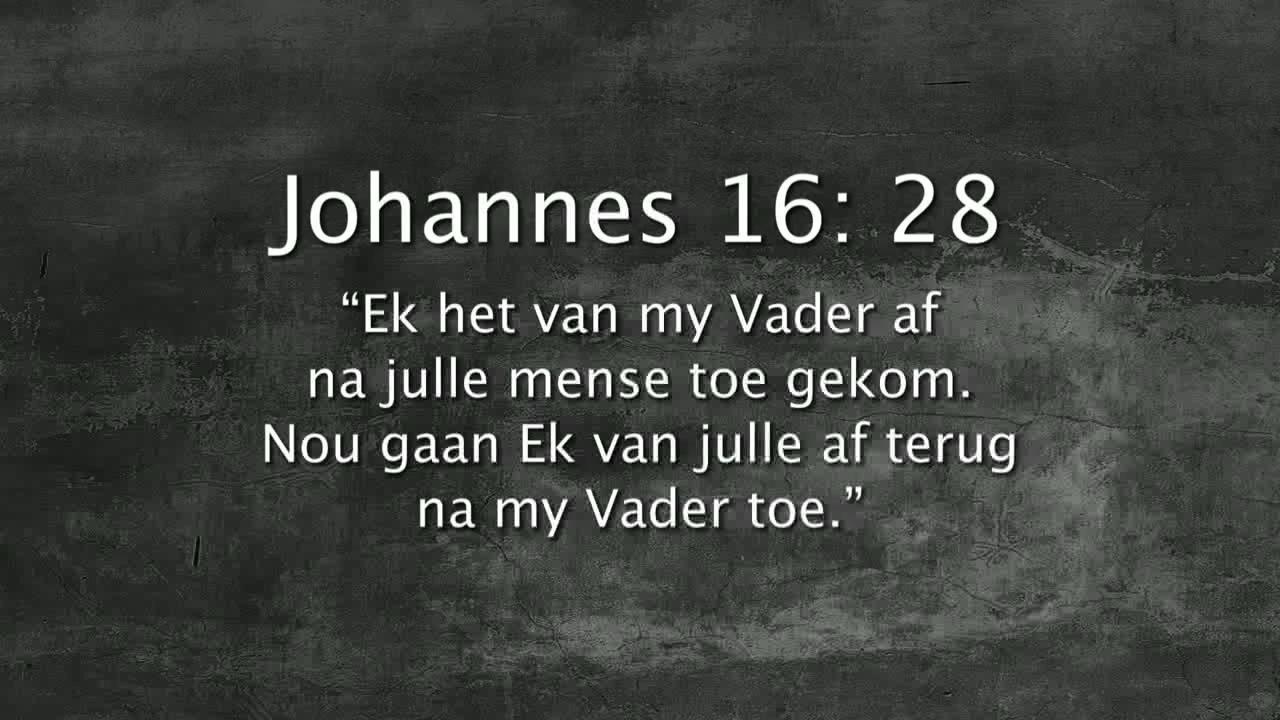 Johannes 16: 28
“Ek het van my Vader af
na julle mense toe gekom.
Nou gaan Ek van julle af terug
na my Vader toe.”